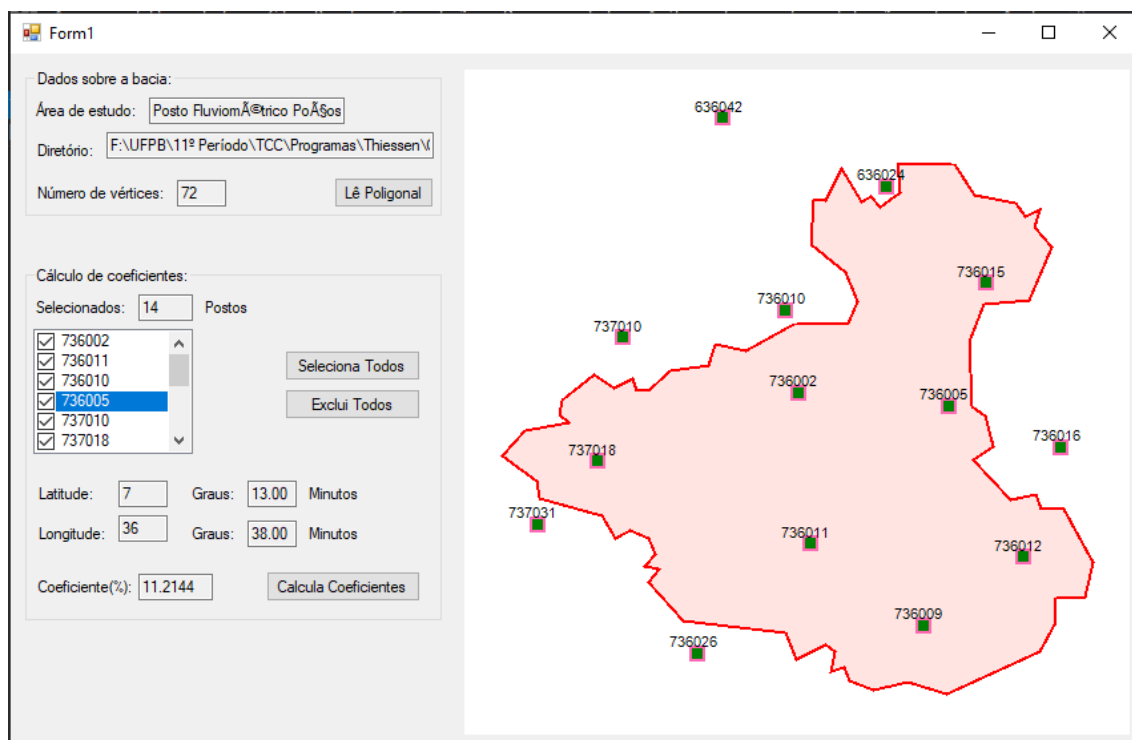 Form1
Dados sobre a bacia:
Área de estudo: Posto FluviomÃ©trico PoÃ§os
Diretório: F:\UFPB\11º Período\TCC\Programas\Thiessen\
Número de vértices: 72 Lê Poligonal
Cálculo de coeficientes:
Selecionados: 14 Postos
736002
736011
736010
736005
737010
737018
Seleciona Todos
Exclui Todos
Latitude: 7 Graus: 13.00 Minutos
Longitude: 36 Graus: 38.00 Minutos
Coeficiente(%): 11.2144 Calcula Coeficientes
636042
636024
736015
736010
737010
736002
736005
736016
737018
737031
736011
736012
736009
736026